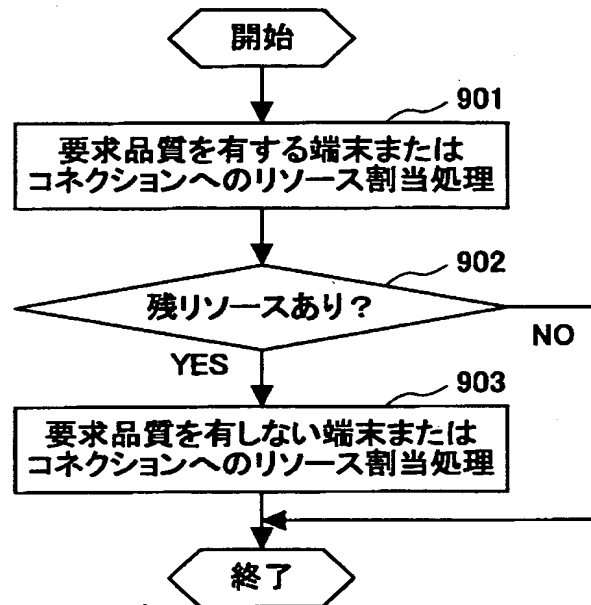 開始
901
要求品質を有する端末または
コネクションへのリソース割当処理
902
残リソースあり？
NO
YES
903
要求品質を有しない端末または
コネクションへのリソース割当処理
終了